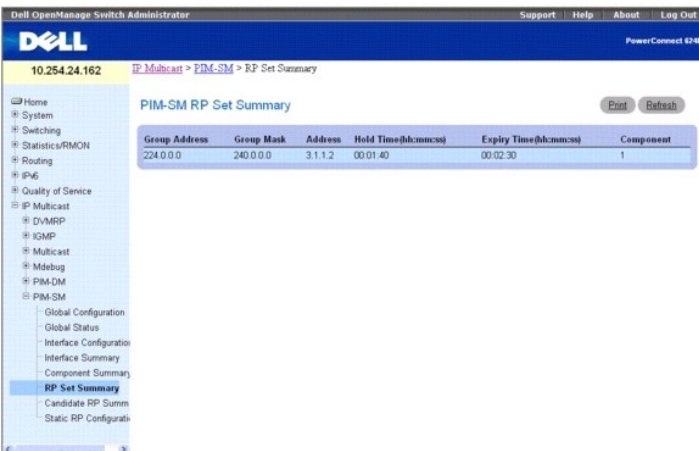 Dell OpenManage Switch Administrator
Support Help About Log Out
DELL
PowerConnect
10.254.24.162
IP Multicast > PIM-SM > RP Set Summary
Home
System
Switching
Statistics/RMON
Routing
IPv6
Quality of Service
IP Multicast
DVMRP
IGMP
Multicast
Mdebug
PIM-DM
PIM-SM
Global Configuration
Global Status
Interface Configuration
Interface Summary
Component Summary
RP Set Summary
Candidate RP Summ
Static RP Configurati
PIM-SM RP Set Summary
Print Refresh
Group Address Group Mask Address Hold Time(hh:mm:ss) Expiry Time(hh:mm:ss) Component
224.0.0.0 240.0.0.0 3.1.1.2 00:01:40 00:02:30 1